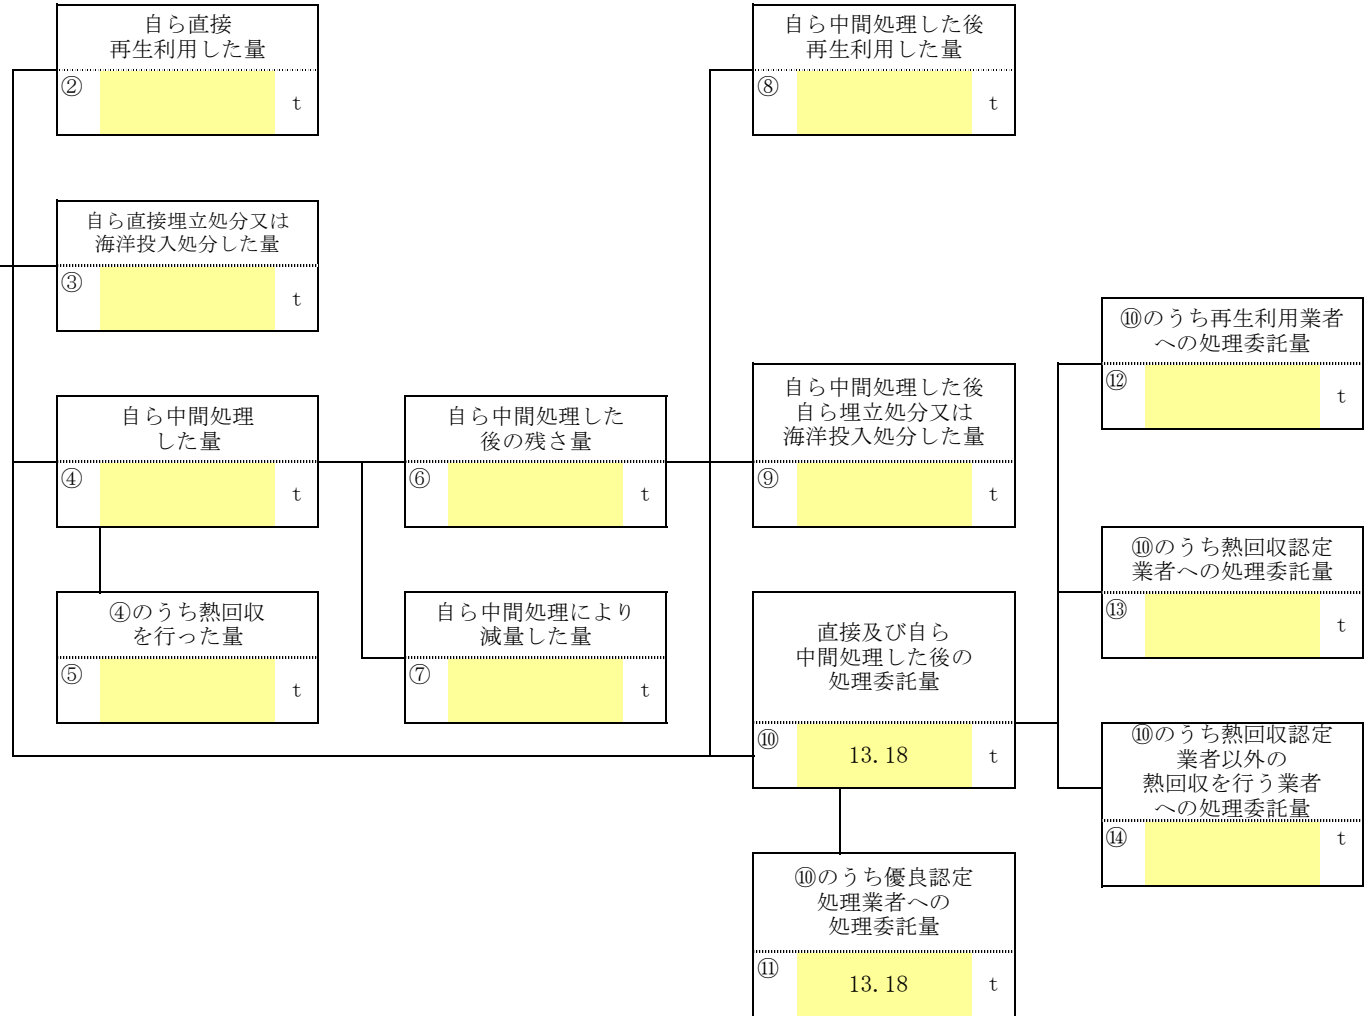 自ら直接
再生利用した量
② t
自ら中間処理した後
再生利用した量
⑧ t
自ら直接埋立処分又は
海洋投入処分した量
③ t
⑩のうち再生利用業者
への処理委託量
⑫ t
自ら中間処理
した量
④ t
自ら中間処理した
後の残さ量
⑥ t
自ら中間処理した後
自ら埋立処分又は
海洋投入処分した量
⑨ t
⑩のうち熱回収認定
業者への処理委託量
⑬ t
④のうち熱回収
を行った量
⑤ t
自ら中間処理により
減量した量
⑦ t
直接及び自ら
中間処理した後の
処理委託量
⑩ 13.18 t
⑩のうち熱回収認定
業者以外の
熱回収を行う業者
への処理委託量
⑭ t
⑩のうち優良認定
処理業者への
処理委託量
⑪ 13.18 t